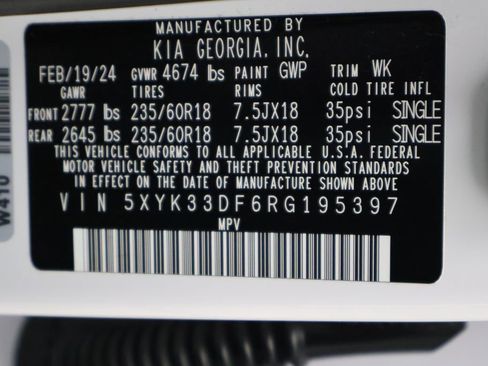 MANUFACTURED BY
KIA GEORGIA, INC.
FEB/19/24 GVWR 4674 lbs PAINT GWP TRIM WK
GAWR TIRES RIMS COLD TIRE INFL
FRONT 2777 lbs 235/60R18 7.5JX18 35psi SINGLE
REAR 2645 lbs 235/60R18 7.5JX18 35psi SINGLE
THIS VEHICLE CONFORMS TO ALL APPLICABLE U.S.A. FEDERAL
MOTOR VEHICLE SAFETY AND THEFT PREVENTION STANDARDS
IN EFFECT ON THE DATE OF MANUFACTURE SHOWN ABOVE
VIN 5XYK33DF6RG195397
MPV
W410